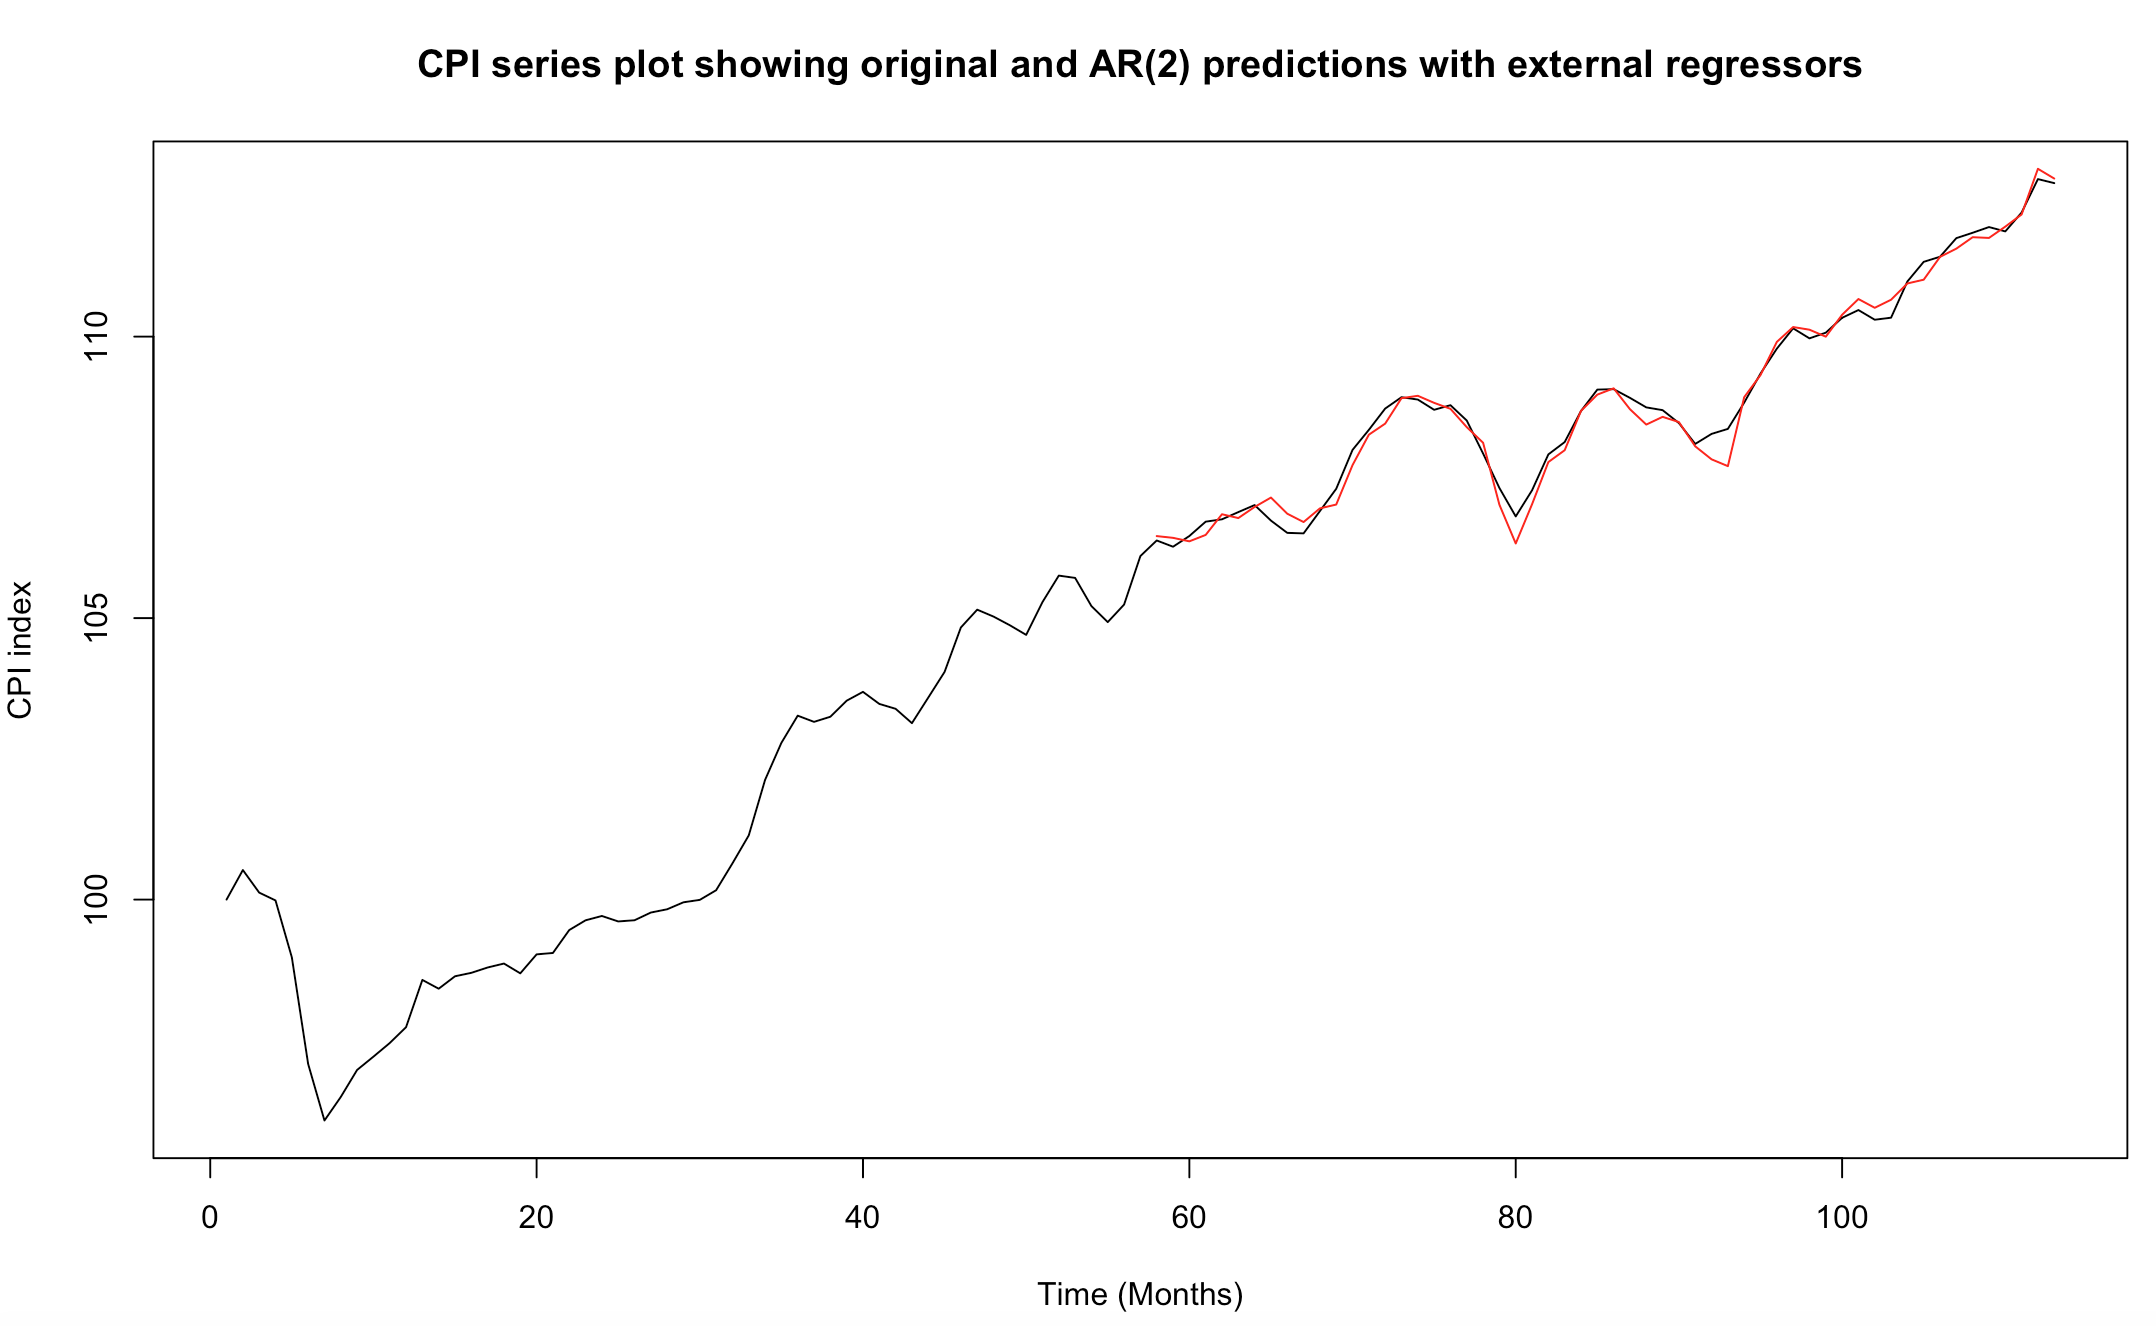 CPI series plot showing original and AR(2) predictions with external regressors
CPI index
110
105
100
0 20 40 60 80 100
Time (Months)